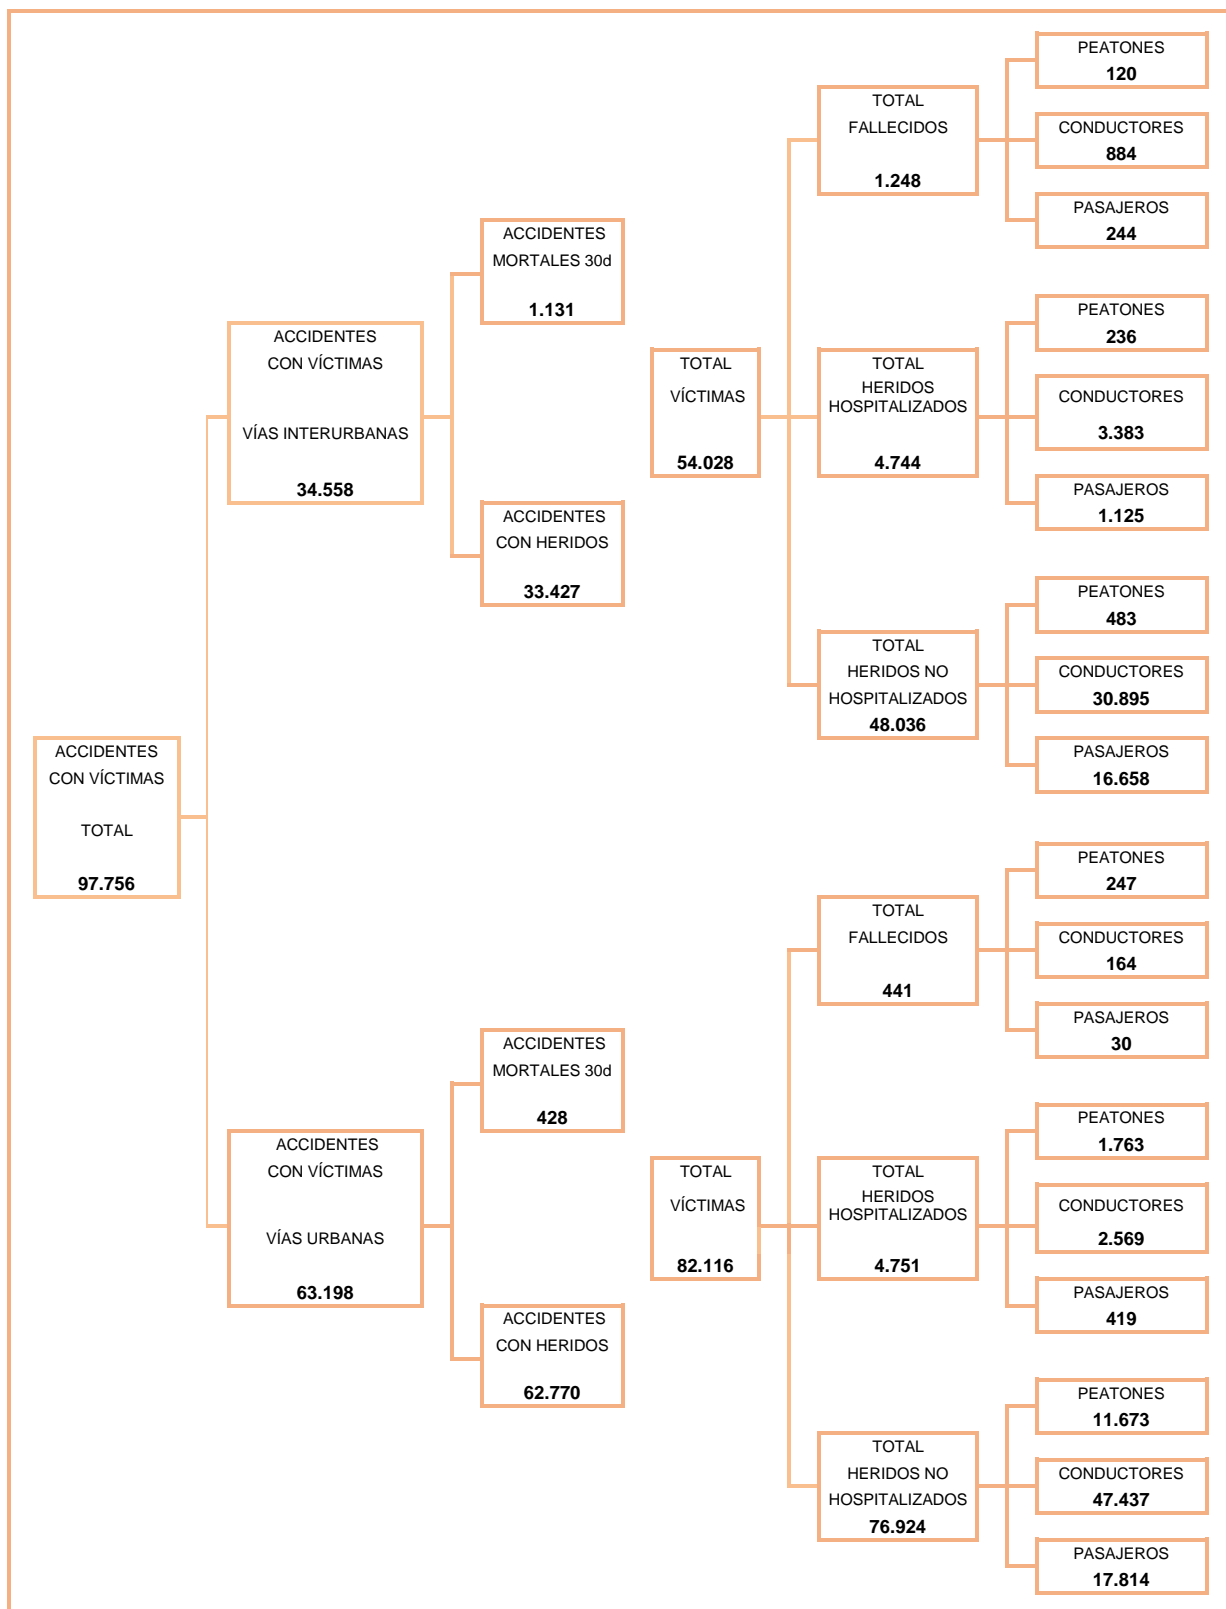 PEATONES
120
TOTAL
FALLECIDOS
1.248
CONDUCTORES
884
PASAJEROS
244
ACCIDENTES
MORTALES 30d
1.131
ACCIDENTES
CON VÍCTIMAS
VÍAS INTERURBANAS
34.558
TOTAL
VÍCTIMAS
54.028
PEATONES
236
TOTAL
HERIDOS
HOSPITALIZADOS
4.744
CONDUCTORES
3.383
PASAJEROS
1.125
ACCIDENTES
CON HERIDOS
33.427
PEATONES
483
TOTAL
HERIDOS NO
HOSPITALIZADOS
48.036
CONDUCTORES
30.895
PASAJEROS
16.658
ACCIDENTES
CON VÍCTIMAS
TOTAL
97.756
PEATONES
247
TOTAL
FALLECIDOS
441
CONDUCTORES
164
PASAJEROS
30
ACCIDENTES
MORTALES 30d
428
ACCIDENTES
CON VÍCTIMAS
VÍAS URBANAS
63.198
TOTAL
VÍCTIMAS
82.116
PEATONES
1.763
TOTAL
HERIDOS
HOSPITALIZADOS
4.751
CONDUCTORES
2.569
PASAJEROS
419
ACCIDENTES
CON HERIDOS
62.770
PEATONES
11.673
TOTAL
HERIDOS NO
HOSPITALIZADOS
76.924
CONDUCTORES
47.437
PASAJEROS
17.814